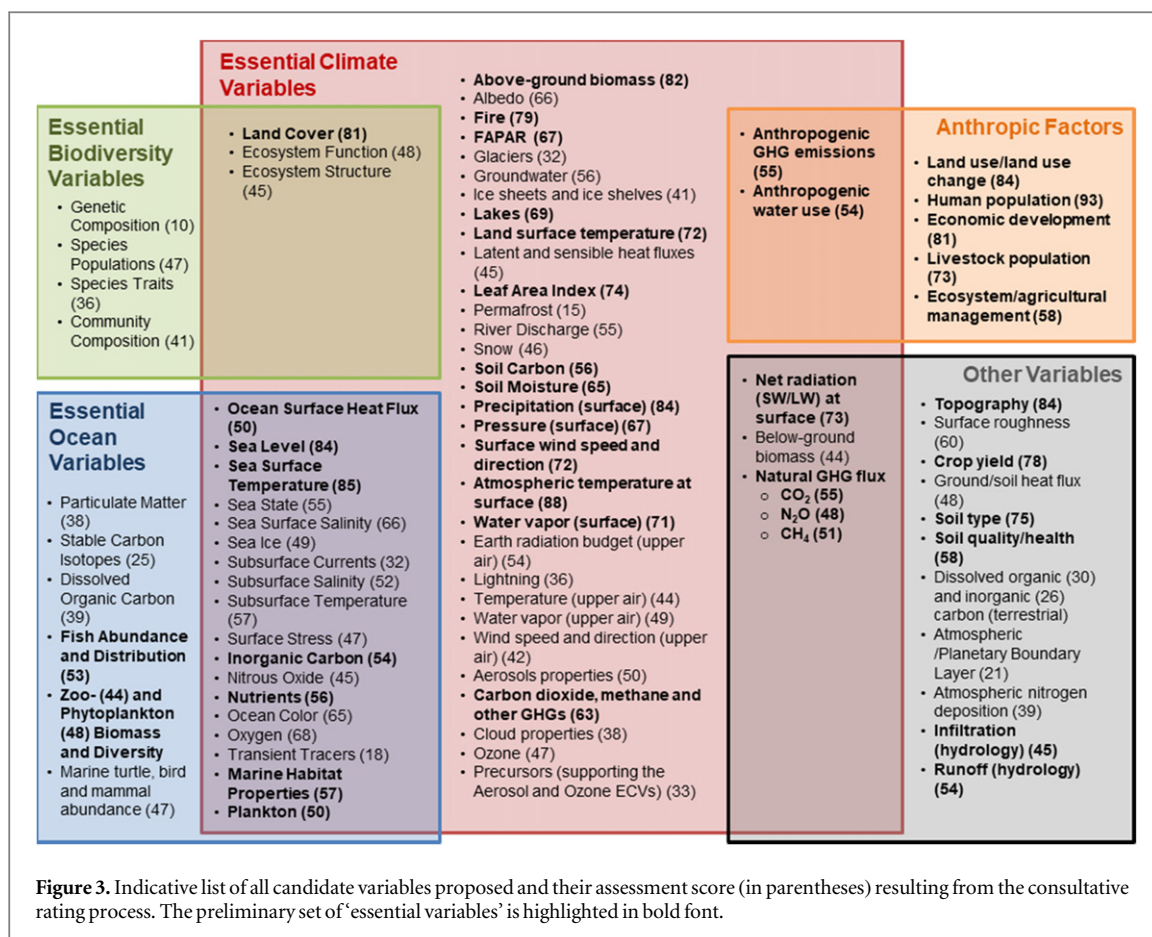 Essential Climate
Variables
Essential
Biodiversity
Variables
• Genetic
Composition (10)
• Species
Populations (47)
• Species Traits
(36)
• Community
Composition (41)
• Land Cover (81)
• Ecosystem Function (48)
• Ecosystem Structure
(45)
Essential
Ocean
Variables
• Particulate Matter
(38)
• Stable Carbon
Isotopes (25)
• Dissolved
Organic Carbon
(39)
• Fish Abundance
and Distribution
(53)
• Zoo- (44) and
Phytoplankton
(48) Biomass
and Diversity
• Marine turtle, bird
and mammal
abundance (47)
• Ocean Surface Heat Flux
(50)
• Sea Level (84)
• Sea Surface
Temperature (85)
• Sea State (55)
• Sea Surface Salinity (66)
• Sea Ice (49)
• Subsurface Currents (32)
• Subsurface Salinity (52)
• Subsurface Temperature
(57)
• Surface Stress (47)
• Inorganic Carbon (54)
• Nitrous Oxide (45)
• Nutrients (56)
• Ocean Color (65)
• Oxygen (68)
• Transient Tracers (18)
• Marine Habitat
Properties (57)
• Plankton (50)
• Above-ground biomass (82)
• Albedo (66)
• Fire (79)
• FAPAR (67)
• Glaciers (32)
• Groundwater (56)
• Ice sheets and ice shelves (41)
• Lakes (69)
• Land surface temperature (72)
• Latent and sensible heat fluxes
(45)
• Leaf Area Index (74)
• Permafrost (15)
• River Discharge (55)
• Snow (46)
• Soil Carbon (56)
• Soil Moisture (65)
• Precipitation (surface) (84)
• Pressure (surface) (67)
• Surface wind speed and
direction (72)
• Atmospheric temperature at
surface (88)
• Water vapor (surface) (71)
• Earth radiation budget (upper
air) (54)
• Lightning (36)
• Temperature (upper air) (44)
• Water vapor (upper air) (49)
• Wind speed and direction (upper
air) (42)
• Aerosols properties (50)
• Carbon dioxide, methane and
other GHGs (63)
• Cloud properties (38)
• Ozone (47)
• Precursors (supporting the
Aerosol and Ozone ECVs) (33)
• Anthropogenic
GHG emissions
(55)
• Anthropogenic
water use (54)
Anthropic Factors
• Land use/land use
change (84)
• Human population (93)
• Economic development
(81)
• Livestock population
(73)
• Ecosystem/agricultural
management (58)
• Net radiation
(SW/LW) at
surface (73)
• Below-ground
biomass (44)
• Natural GHG flux
o CO₂ (55)
o N₂O (48)
o CH₄ (51)
Other Variables
• Topography (84)
• Surface roughness
(60)
• Crop yield (78)
• Ground/soil heat flux
(48)
• Soil type (75)
• Soil quality/health
(58)
• Dissolved organic (30)
and inorganic (26)
carbon (terrestrial)
• Atmospheric
/Planetary Boundary
Layer (21)
• Atmospheric nitrogen
deposition (39)
• Infiltration
(hydrology) (45)
• Runoff (hydrology)
(54)
Figure 3. Indicative list of all candidate variables proposed and their assessment score (in parentheses) resulting from the consultative
rating process. The preliminary set of ‘essential variables’ is highlighted in bold font.